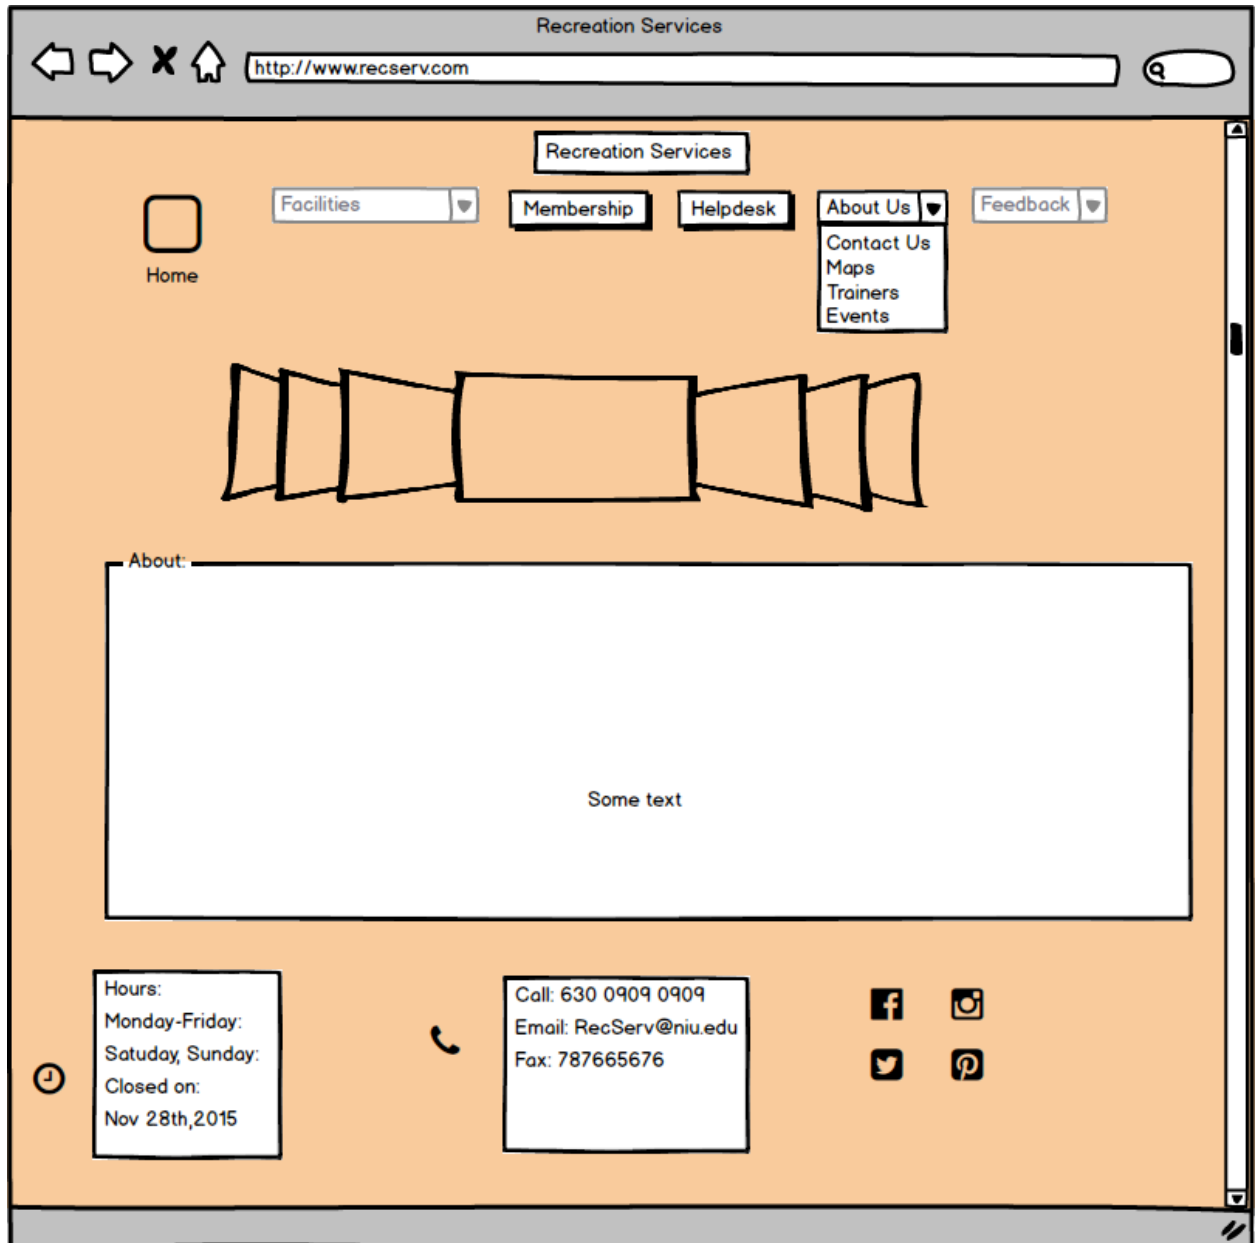 Recreation Services
http://www.recserv.com
Recreation Services
Facilities
Membership
Helpdesk
About Us
Feedback
Contact Us
Maps
Trainers
Events
Home
About:
Some text
Hours:
Monday-Friday:
Satuday, Sunday:
Closed on:
Nov 28th,2015
Call: 630 0909 0909
Email: RecServ@niu.edu
Fax: 787665676